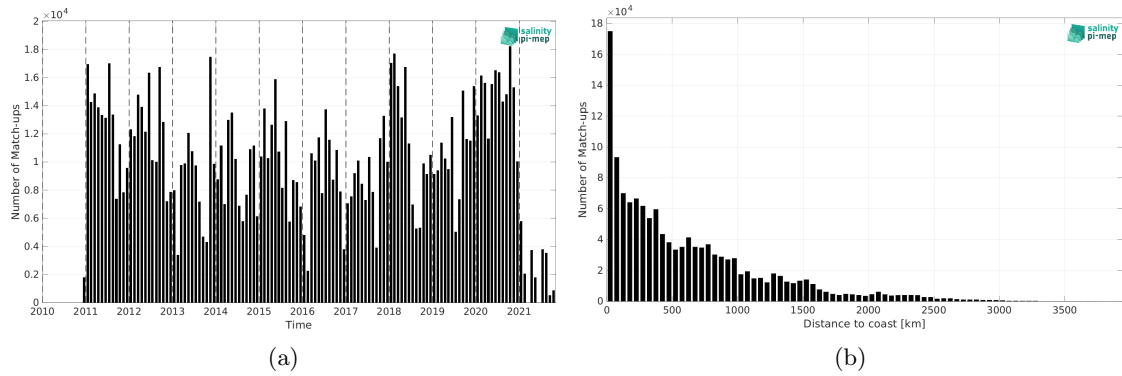 ×10^4
2
1.8
1.6
1.4
1.2
1
0.8
0.6
0.4
0.2
0
Number of Match-ups
2010 2011 2012 2013 2014 2015 2016 2017 2018 2019 2020 2021
Time
salinity
pi-mep
(a)
×10^4
18
16
14
12
10
8
6
4
2
0
Number of Match-ups
0 500 1000 1500 2000 2500 3000 3500
Distance to coast [km]
salinity
pi-mep
(b)